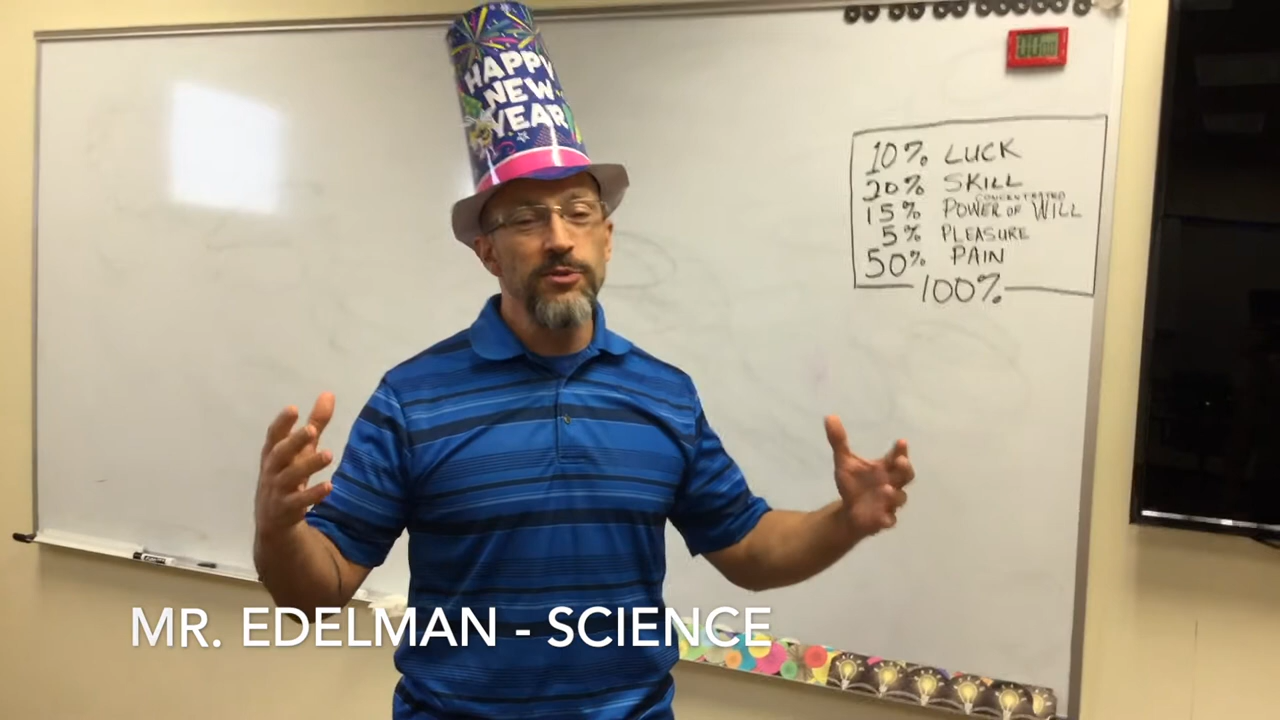 HAPPY
NEW
YEAR
10% LUCK
20% SKILL
CONCENTRATED
15% POWER OF WILL
5% PLEASURE
50% PAIN
100%
MR. EDELMAN - SCIENCE